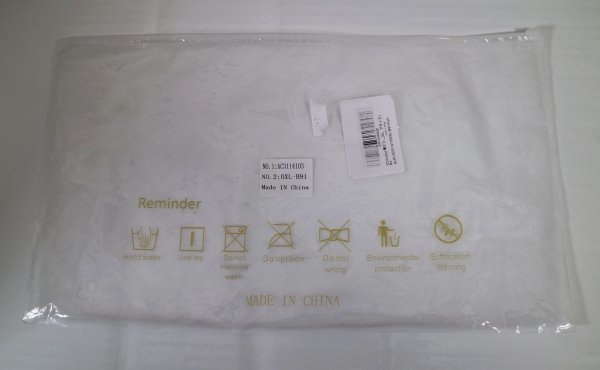 NO.1:AC3114103
NO.2:0XL-891
Made In China
Reminder
Hand wash
Line dry
Do not machine wash
Do not iron
Do not wring
Environmental protection
Suffocation Warning
MADE IN CHINA